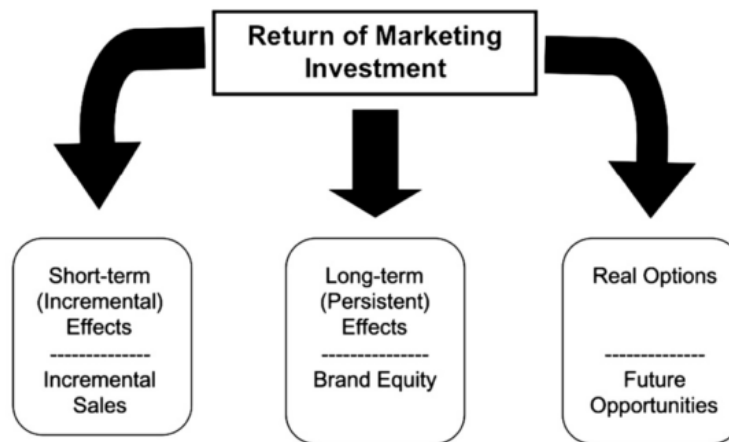 Return of Marketing
Investment
Short-term
(Incremental)
Effects
--------------
Incremental
Sales
Long-term
(Persistent)
Effects
---------------
Brand Equity
Real Options
--------------
Future
Opportunities